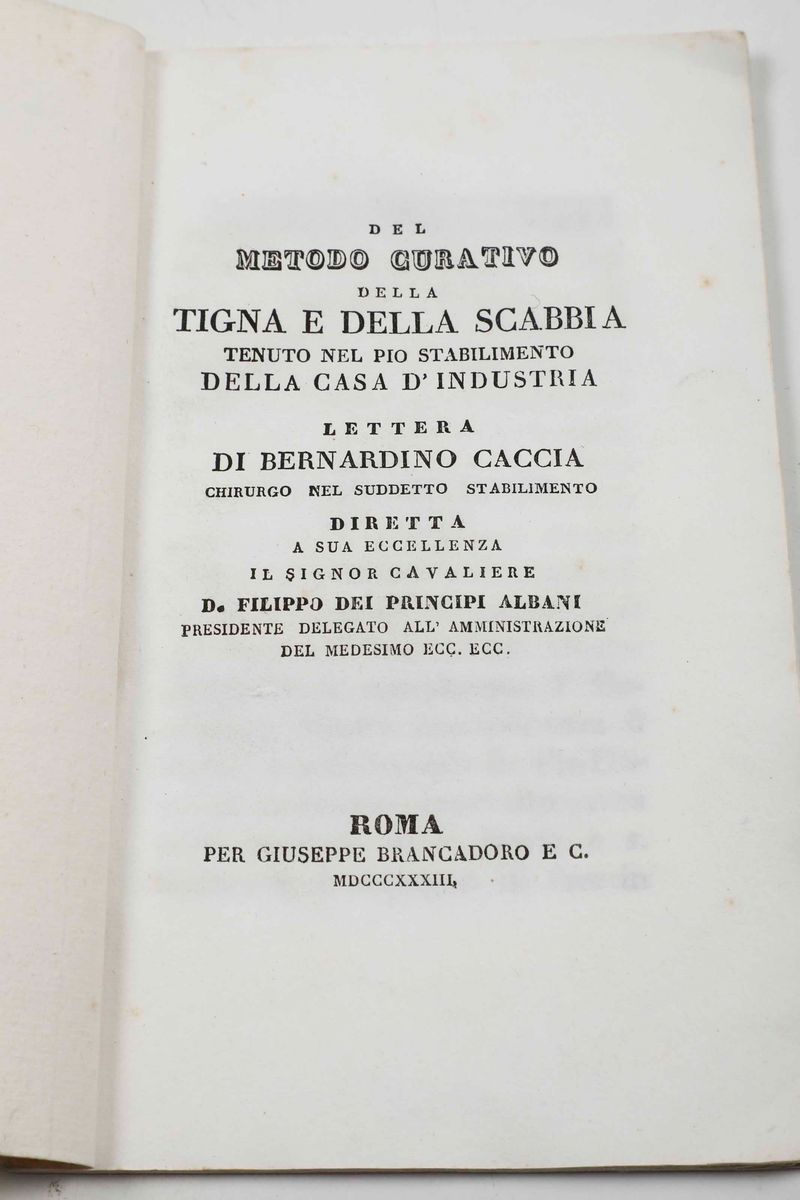 DEL
METODO CURATIVO
DELLA
TIGNA E DELLA SCABBIA
TENUTO NEL PIO STABILIMENTO
DELLA CASA D' INDUSTRIA
LETTERA
DI BERNARDINO CACCIA
CHIRURGO NEL SUDDETTO STABILIMENTO
DIRETTA
A SUA ECCELLENZA
IL SIGNOR CAVALIERE
D. FILIPPO DEI PRINCIPI ALBANI
PRESIDENTE DELEGATO ALL' AMMINISTRAZIONE
DEL MEDESIMO ECC. ECC.
ROMA
PER GIUSEPPE BRANCADORO E C.
MDCCCXXXIII,